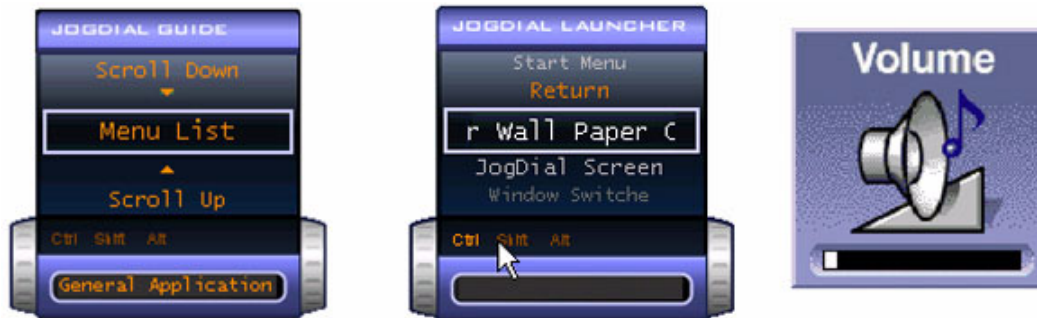 JOGDIAL GUIDE
Scroll Down
Menu List
Scroll Up
Ctrl Shift Alt
General Application
JOGDIAL LAUNCHER
Start Menu
Return
r Wall Paper C
JogDial Screen
Window Switche
Ctrl Shift Alt
Volume